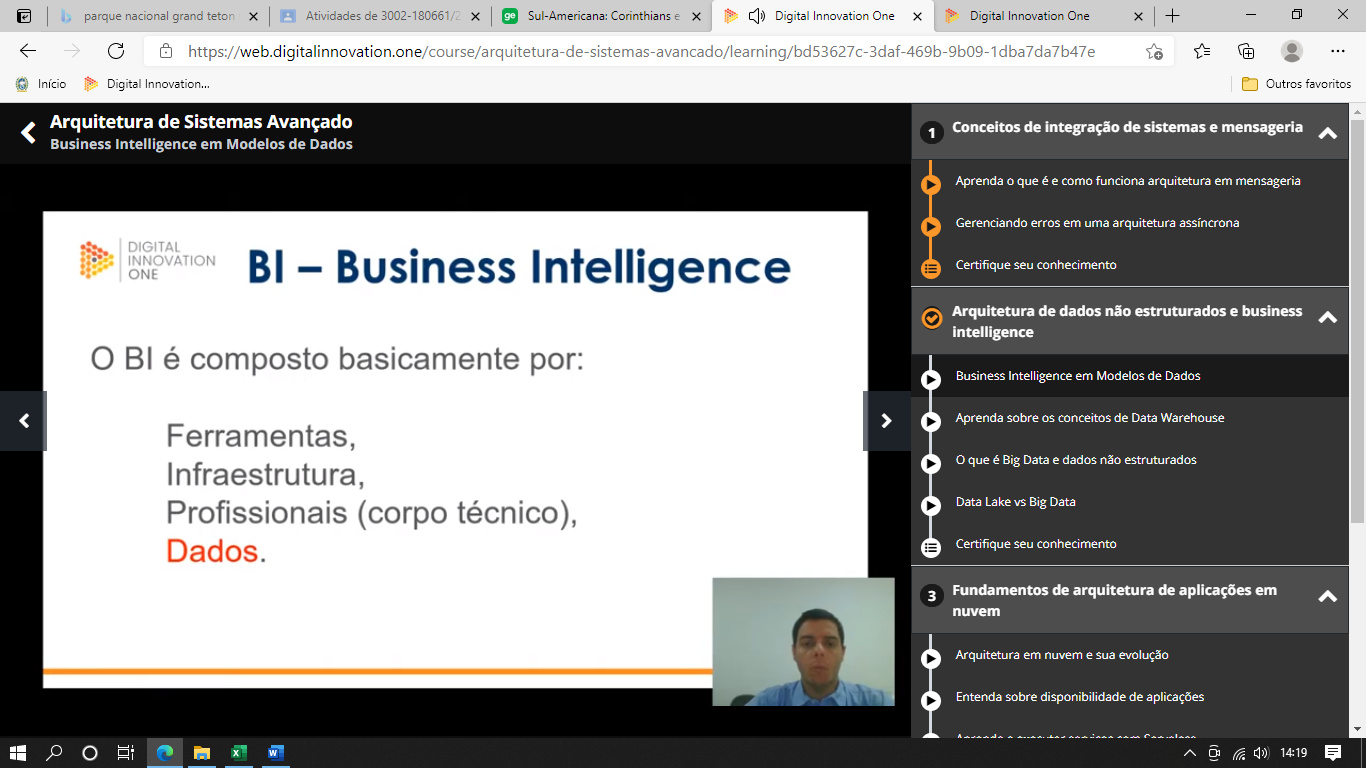 parque nacional grand teton
Atividades de 3002-180661/2
Sul-Americana: Corinthians e
Digital Innovation One
Digital Innovation One
https://web.digitalinnovation.one/course/arquitetura-de-sistemas-avancado/learning/bd53627c-3daf-469b-9b09-1dba7da7b47e
Início
Digital Innovation...
Outros favoritos
Arquitetura de Sistemas Avançado
Business Intelligence em Modelos de Dados
DIGITAL
INNOVATION
ONE
BI – Business Intelligence
O BI é composto basicamente por:
Ferramentas,
Infraestrutura,
Profissionais (corpo técnico),
Dados.
1
Conceitos de integração de sistemas e mensageria
Aprenda o que é e como funciona arquitetura em mensageria
Gerenciando erros em uma arquitetura assíncrona
Certifique seu conhecimento
Arquitetura de dados não estruturados e business
intelligence
Business Intelligence em Modelos de Dados
Aprenda sobre os conceitos de Data Warehouse
O que é Big Data e dados não estruturados
Data Lake vs Big Data
Certifique seu conhecimento
3
Fundamentos de arquitetura de aplicações em
nuvem
Arquitetura em nuvem e sua evolução
Entenda sobre disponibilidade de aplicações
14:19